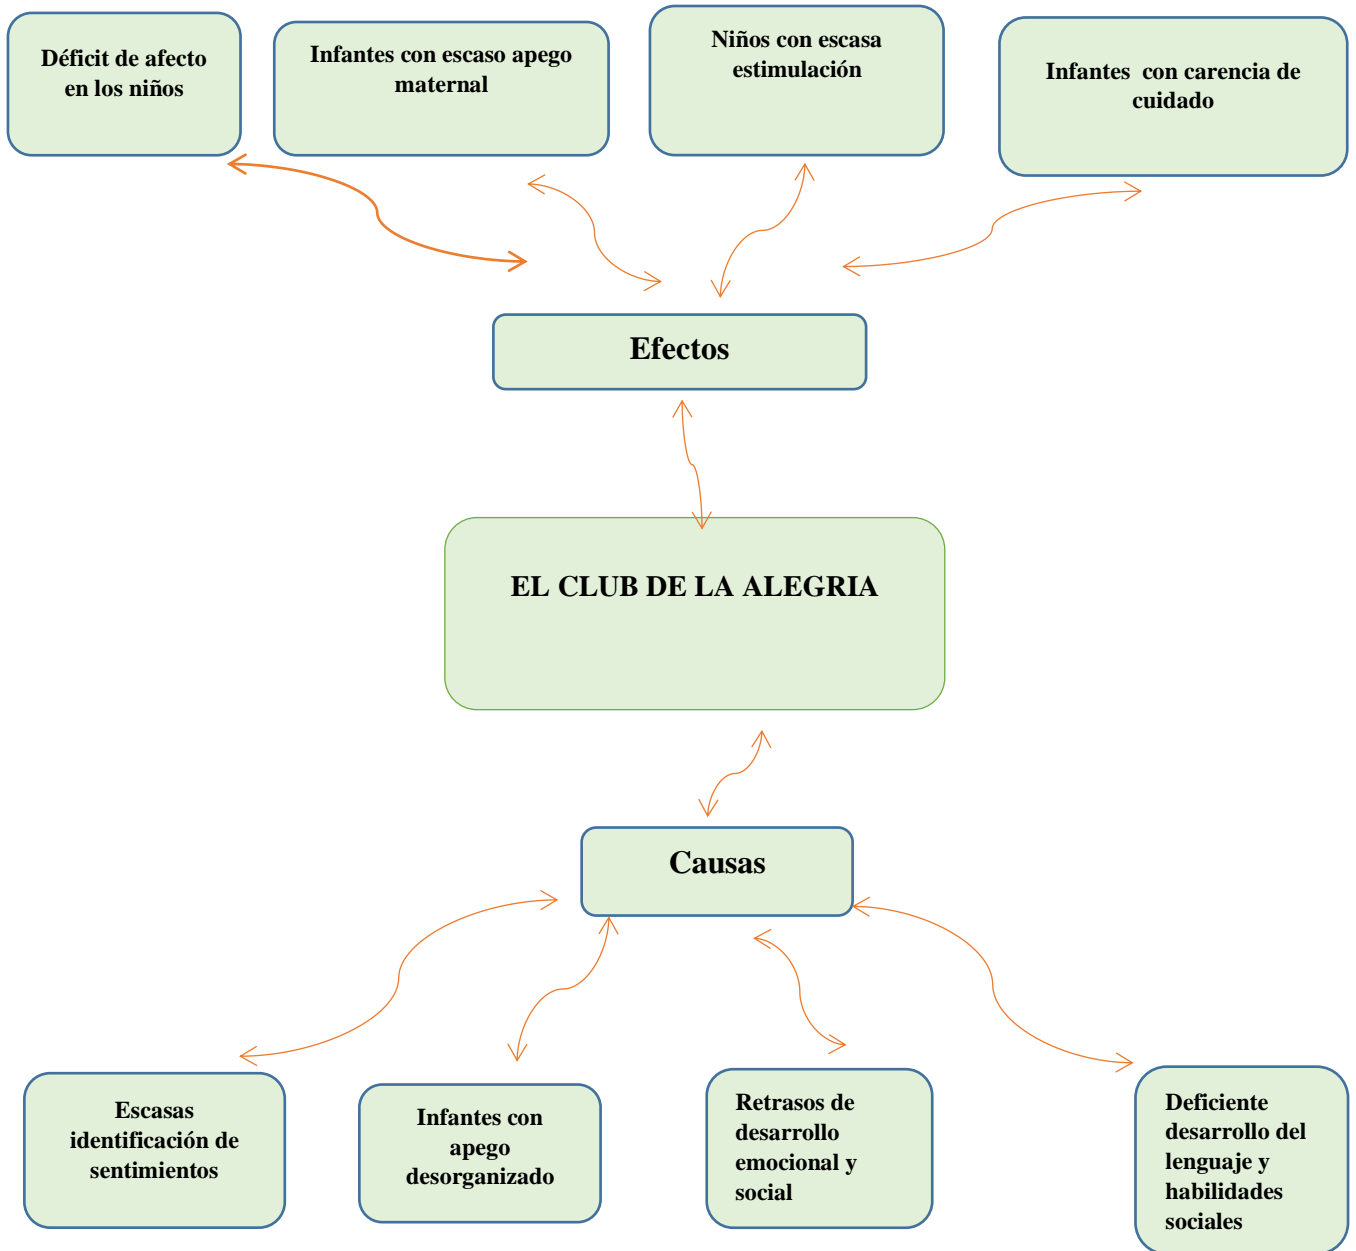 Déficit de afecto
en los niños
Infantes con escaso apego
maternal
Niños con escasa
estimulación
Infantes con carencia de
cuidado
Efectos
EL CLUB DE LA ALEGRIA
Causas
Escasas
identificación de
sentimientos
Infantes con
apego
desorganizado
Retrasos de
desarrollo
emocional y
social
Deficiente
desarrollo del
lenguaje y
habilidades
sociales